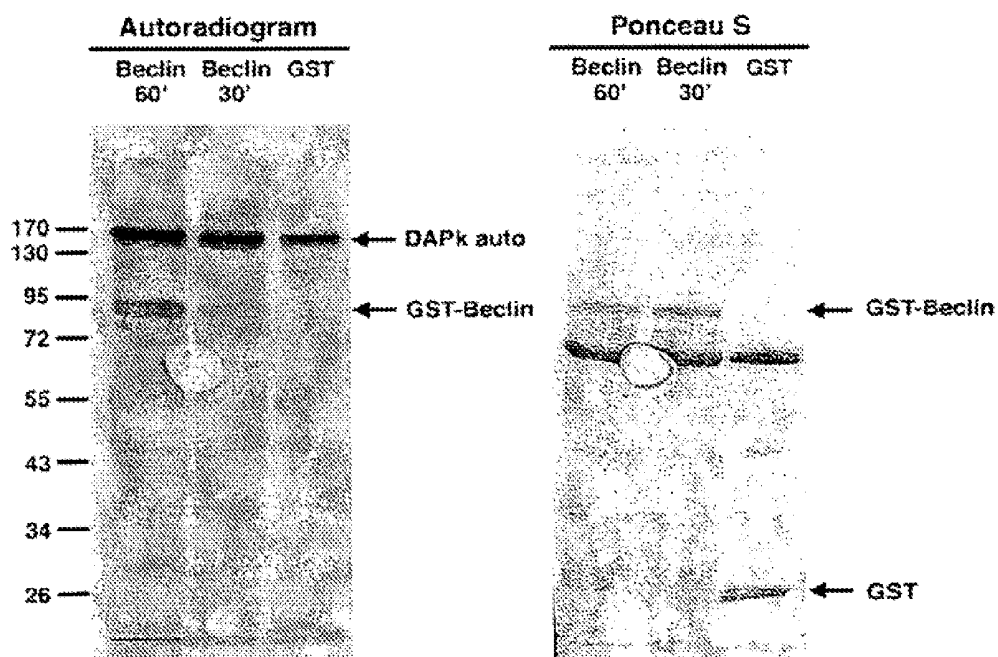 Autoradiogram
Beclin 60' Beclin 30' GST
170
130
95
72
55
43
34
26
DAPk auto
GST-Beclin
Ponceau S
Beclin 60' Beclin 30' GST
GST-Beclin
GST